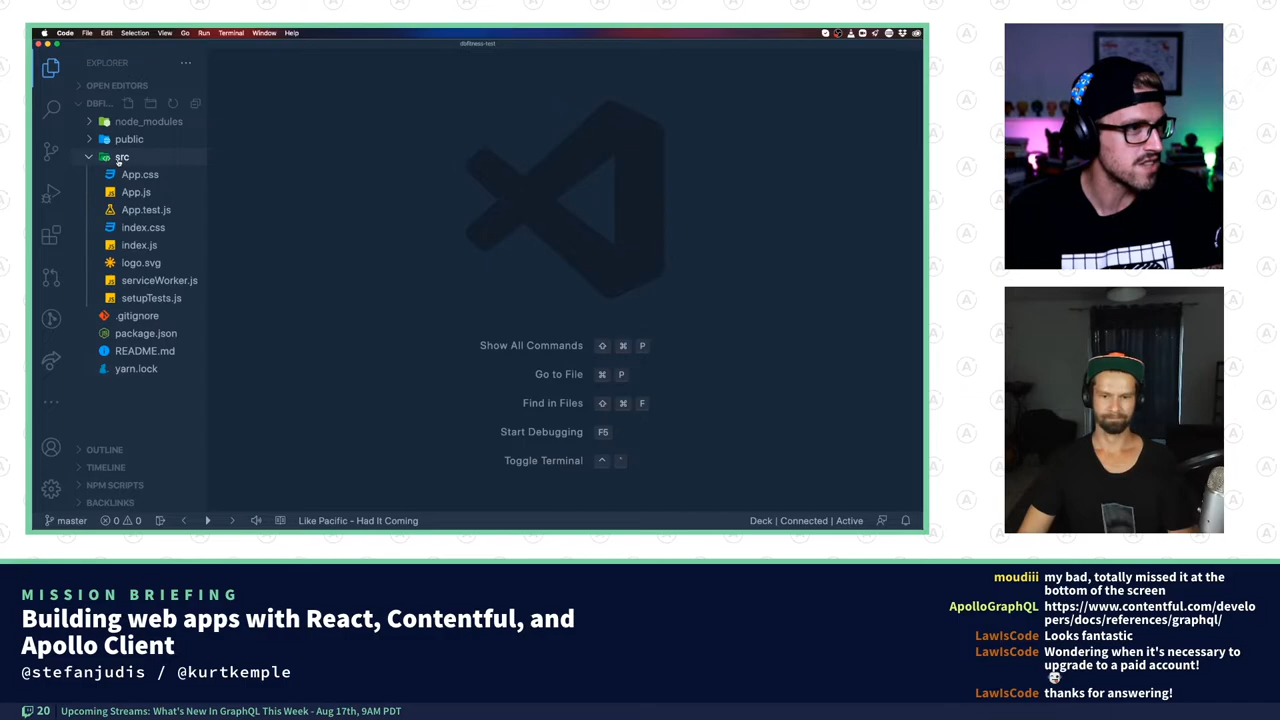 Code File Edit Selection View Go Run Terminal Window Help
dbfitness-test
EXPLORER ...
OPEN EDITORS
DBFI...
node_modules
public
src
App.css
App.js
App.test.js
index.css
index.js
logo.svg
serviceWorker.js
setupTests.js
.gitignore
package.json
README.md
yarn.lock
OUTLINE
TIMELINE
NPM SCRIPTS
BACKLINKS
Show All Commands ⇧ ⌘ P
Go to File ⌘ P
Find in Files ⇧ ⌘ F
Start Debugging F5
Toggle Terminal ^ `
master 0 0 Like Pacific - Had It Coming Deck | Connected | Active
MISSION BRIEFING
Building web apps with React, Contentful, and
Apollo Client
@stefanjudis / @kurtkemple
moudiii my bad, totally missed it at the
bottom of the screen
ApolloGraphQL https://www.contentful.com/develo
pers/docs/references/graphql/
LawIsCode Looks fantastic
LawIsCode Wondering when it's necessary to
upgrade to a paid account!
LawIsCode thanks for answering!
20 Upcoming Streams: What's New In GraphQL This Week - Aug 17th, 9AM PDT